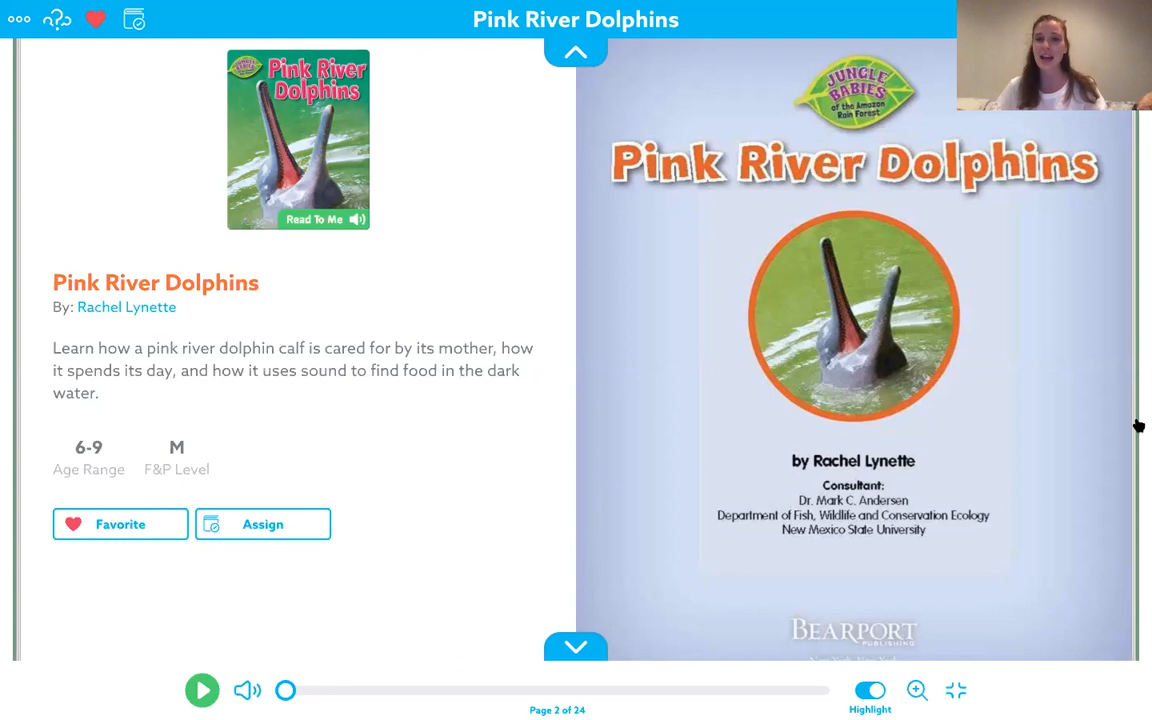 Pink River Dolphins
JUNGLE
BABIES
of the Amazon
Rain Forest
Pink River
Dolphins
Read To Me
Pink River Dolphins
By: Rachel Lynette
Learn how a pink river dolphin calf is cared for by its mother, how
it spends its day, and how it uses sound to find food in the dark
water.
6-9
M
Age Range
F&P Level
Favorite
Assign
Pink River Dolphins
by Rachel Lynette
Consultant:
Dr. Mark C. Andersen
Department of Fish, Wildlife and Conservation Ecology
New Mexico State University
BEARPORT
PUBLISHING
Page 2 of 24
Highlight